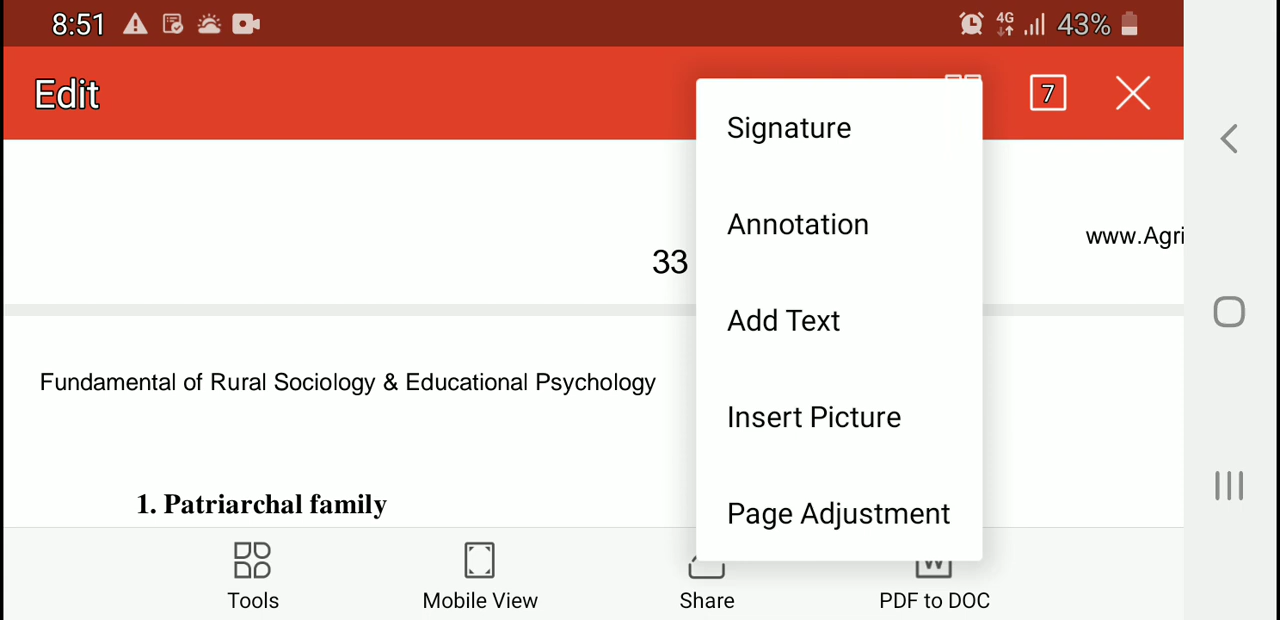 8:51
4G
43%
Edit
7
Signature
www.Agri
33
Annotation
Add Text
Fundamental of Rural Sociology & Educational Psychology
Insert Picture
1. Patriarchal family
Page Adjustment
W
Tools
Mobile View
Share
PDF to DOC